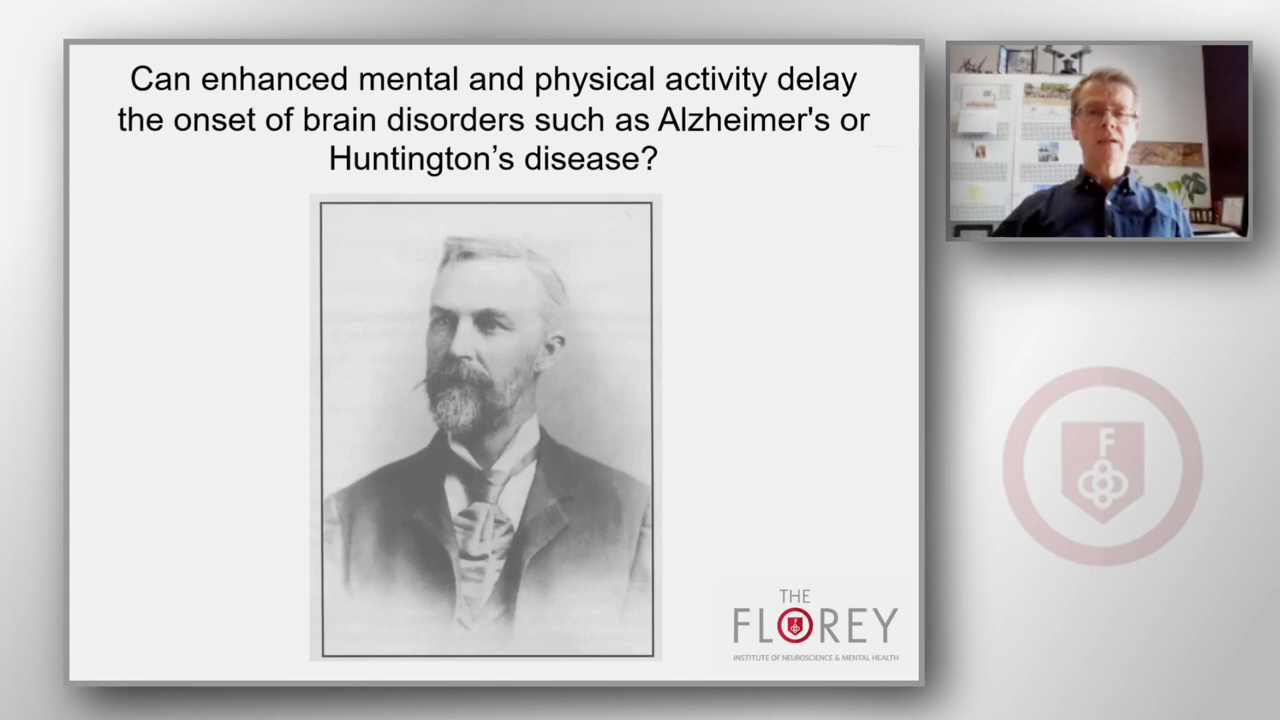 Can enhanced mental and physical activity delay
the onset of brain disorders such as Alzheimer's or
Huntington’s disease?
THE
FLOREY
INSTITUTE OF NEUROSCIENCE & MENTAL HEALTH
F